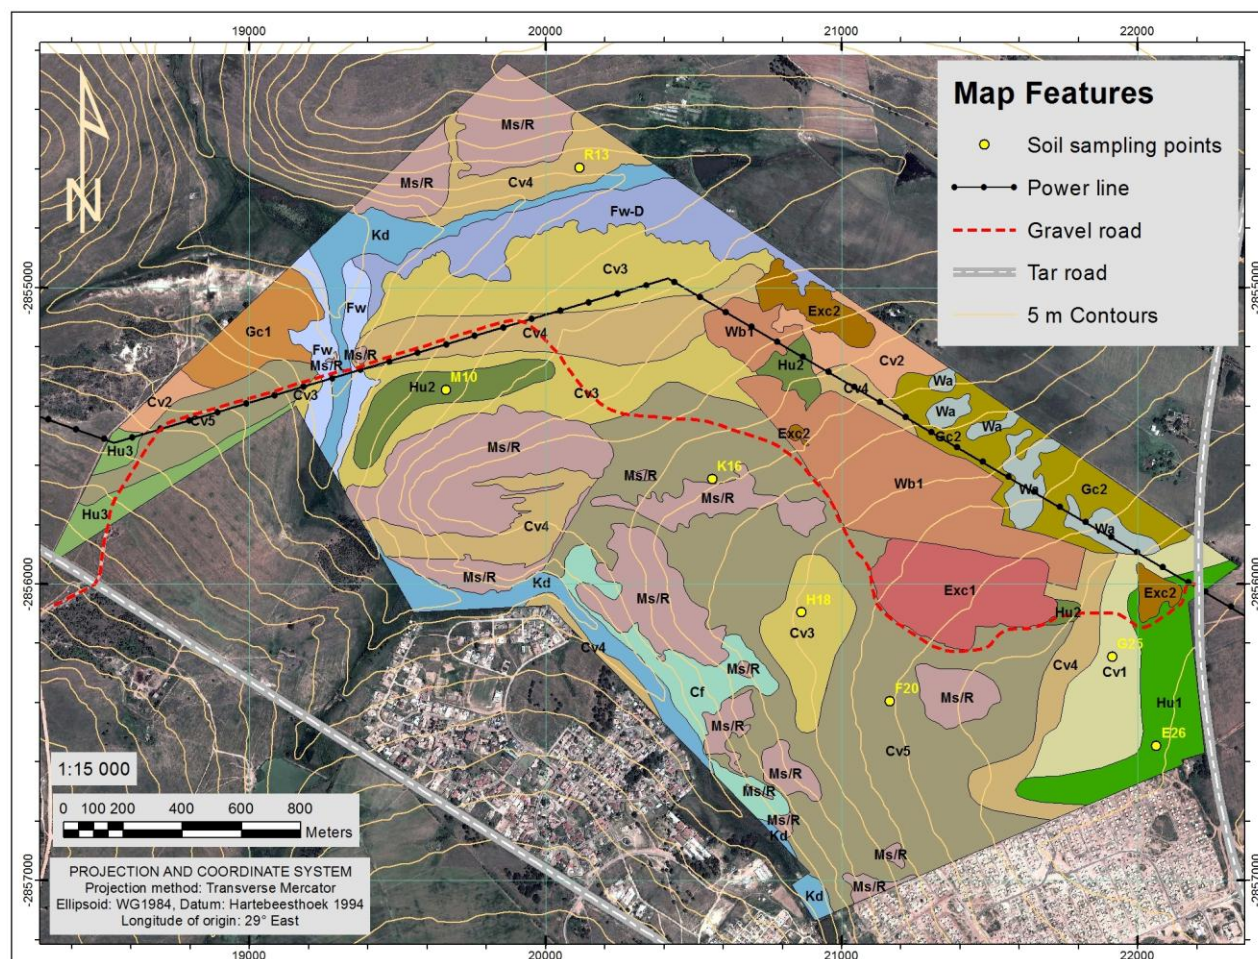 19000
20000
21000
22000
Map Features
Soil sampling points
Power line
Gravel road
Tar road
5 m Contours
N
Ms/R
R13
Ms/R
Cv4
Fw-D
Kd
Cv3
-2855000
-2855000
Fw
Exc2
Gc1
Wb1
Cv4
Fw
Ms/R
Ms/R
Hu2
Cv2
M10
Hu2
Cv4
Wa
Cv3
Cv3
Cv2
Wa
Cv5
Wa
Exc2
Gc2
Hu3
Ms/R
K16
Ms/R
Ms/R
Wb1
Gc2
Wa
Hu3
Cv4
Wa
Ms/R
Kd
-2856000
-2856000
Ms/R
Exc1
Exc2
H18
Hu2
Cv3
Cv4
G25
Cv4
Cv1
Ms/R
Cf
F20
Ms/R
Hu1
Ms/R
E26
Cv5
Ms/R
Ms/R
Ms/R
Kd
Ms/R
Ms/R
Kd
-2857000
-2857000
1:15 000
0 100 200 400 600 800
Meters
PROJECTION AND COORDINATE SYSTEM
Projection method: Transverse Mercator
Ellipsoid: WG1984, Datum: Hartebeesthoek 1994
Longitude of origin: 29° East
19000
20000
21000
22000